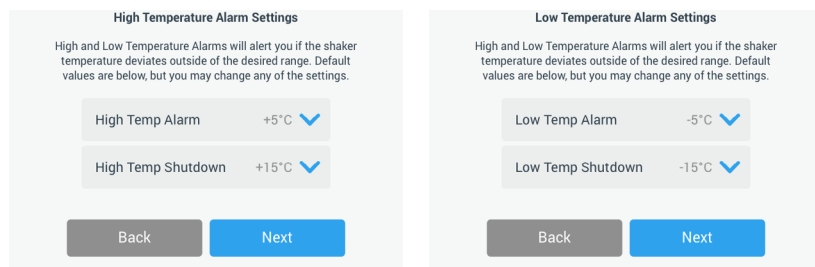 High Temperature Alarm Settings
High and Low Temperature Alarms will alert you if the shaker
temperature deviates outside of the desired range. Default
values are below, but you may change any of the settings.
High Temp Alarm +5°C
High Temp Shutdown +15°C
Back Next
Low Temperature Alarm Settings
High and Low Temperature Alarms will alert you if the shaker
temperature deviates outside of the desired range. Default
values are below, but you may change any of the settings.
Low Temp Alarm -5°C
Low Temp Shutdown -15°C
Back Next